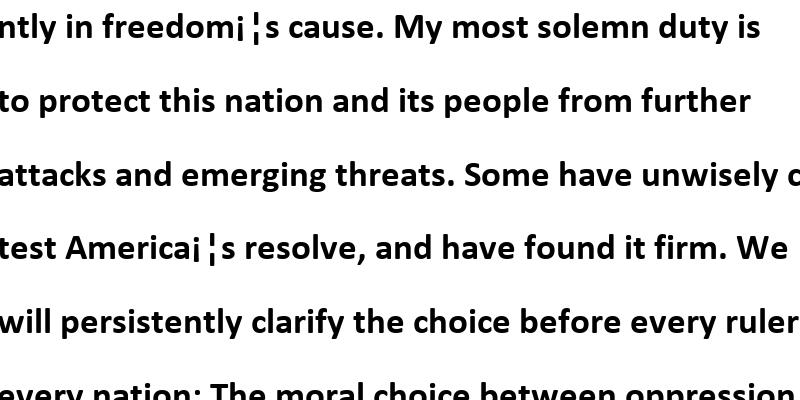 ntly in freedom¡¦s cause. My most solemn duty is
to protect this nation and its people from further
attacks and emerging threats. Some have unwisely c
test America¡¦s resolve, and have found it firm. We
will persistently clarify the choice before every ruler
every nation: The moral choice between oppression